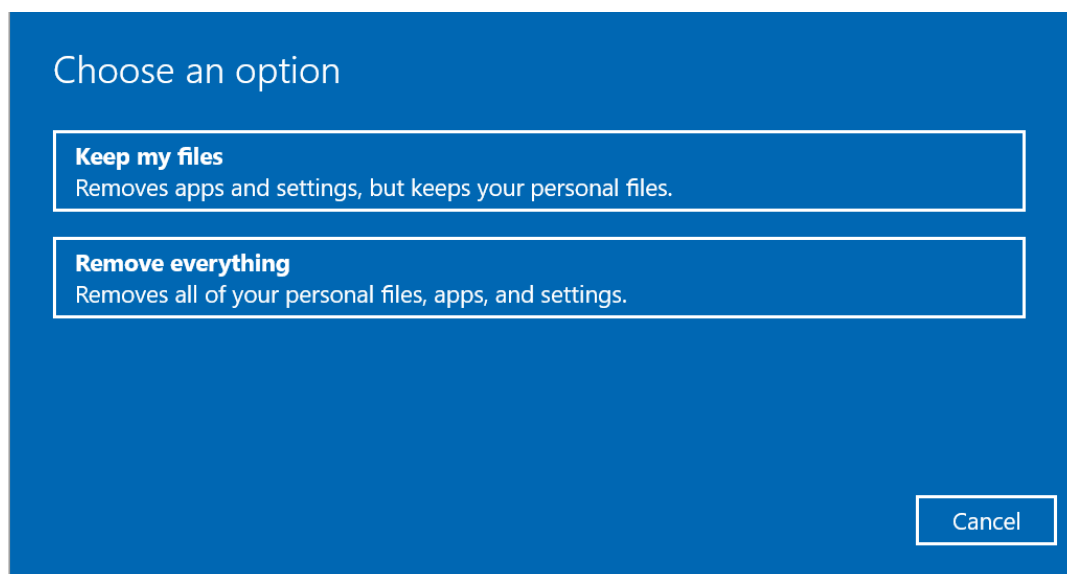 Choose an option
Keep my files
Removes apps and settings, but keeps your personal files.
Remove everything
Removes all of your personal files, apps, and settings.
Cancel